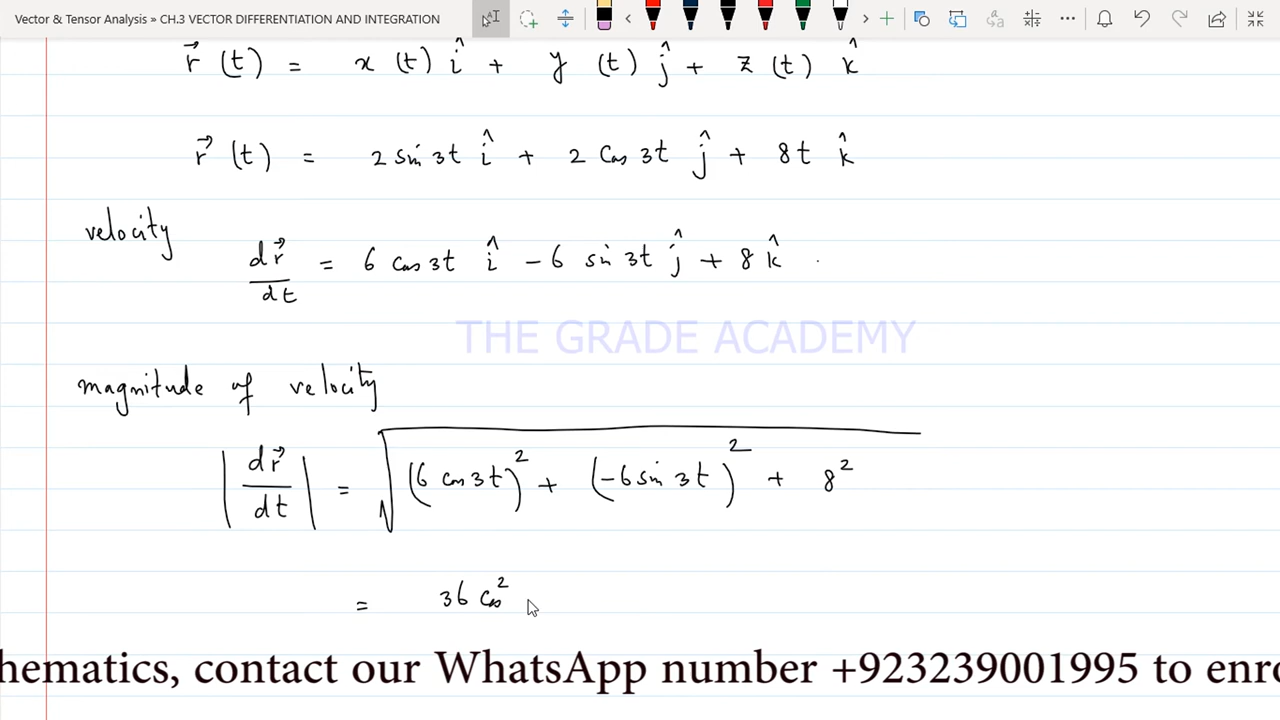 Vector & Tensor Analysis » CH.3 VECTOR DIFFERENTIATION AND INTEGRATION
r⃗ (t) = x (t) î + y (t) ĵ + z (t) k̂
r⃗ (t) = 2 sin 3t î + 2 Cos 3t ĵ + 8t k̂
velocity
dr⃗/dt = 6 cos 3t î - 6 sin 3t ĵ + 8 k̂ .
THE GRADE ACADEMY
magnitude of velocity
|dr⃗/dt| = √((6 cos 3t)² + (-6 sin 3t)² + 8²)
= 36 cos²
hematics, contact our WhatsApp number +923239001995 to enro